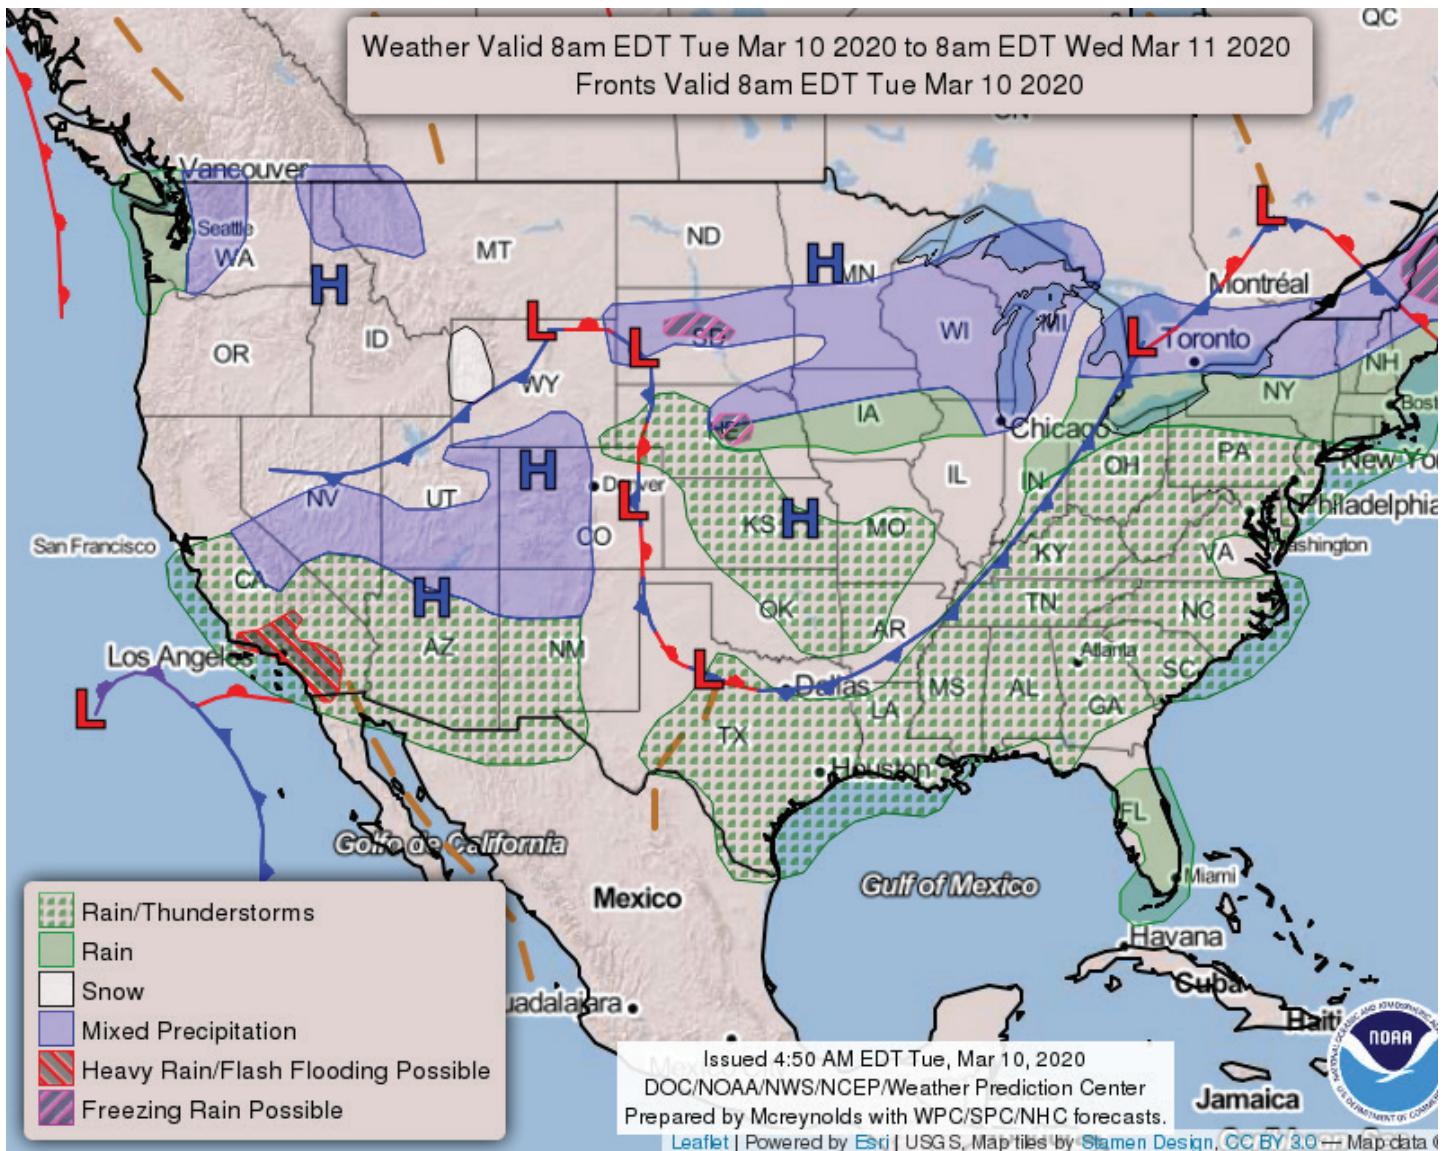 QC
Weather Valid 8am EDT Tue Mar 10 2020 to 8am EDT Wed Mar 11 2020
Fronts Valid 8am EDT Tue Mar 10 2020
Vancouver
Seattle
WA
MT
ND
H
MN
L
Montréal
H
OR
ID
L
WY
L
SD
WI
MI
L
Toronto
NH
NY
Bost
NE
IA
Chicago
New Yor
NV
UT
H
Denver
L
CO
KS
H
MO
IL
IN
OH
PA
Philadelphia
San Francisco
CA
H
AZ
NM
OK
AR
KY
TN
VA
Washington
NC
Los Angeles
L
L
Dallas
TX
LA
MS
AL
Atlanta
GA
SC
Houston
FL
Miami
Golfo de California
Gulf of Mexico
Mexico
Havana
Cuba
Haiti
uadalajara
Mexico City
Jamaica
Rain/Thunderstorms
Rain
Snow
Mixed Precipitation
Heavy Rain/Flash Flooding Possible
Freezing Rain Possible
Issued 4:50 AM EDT Tue, Mar 10, 2020
DOC/NOAA/NWS/NCEP/Weather Prediction Center
Prepared by Mcreynolds with WPC/SPC/NHC forecasts.
Leaflet | Powered by Esri | USGS, Map tiles by Stamen Design, CC BY 3.0 — Map data ©
NOAA